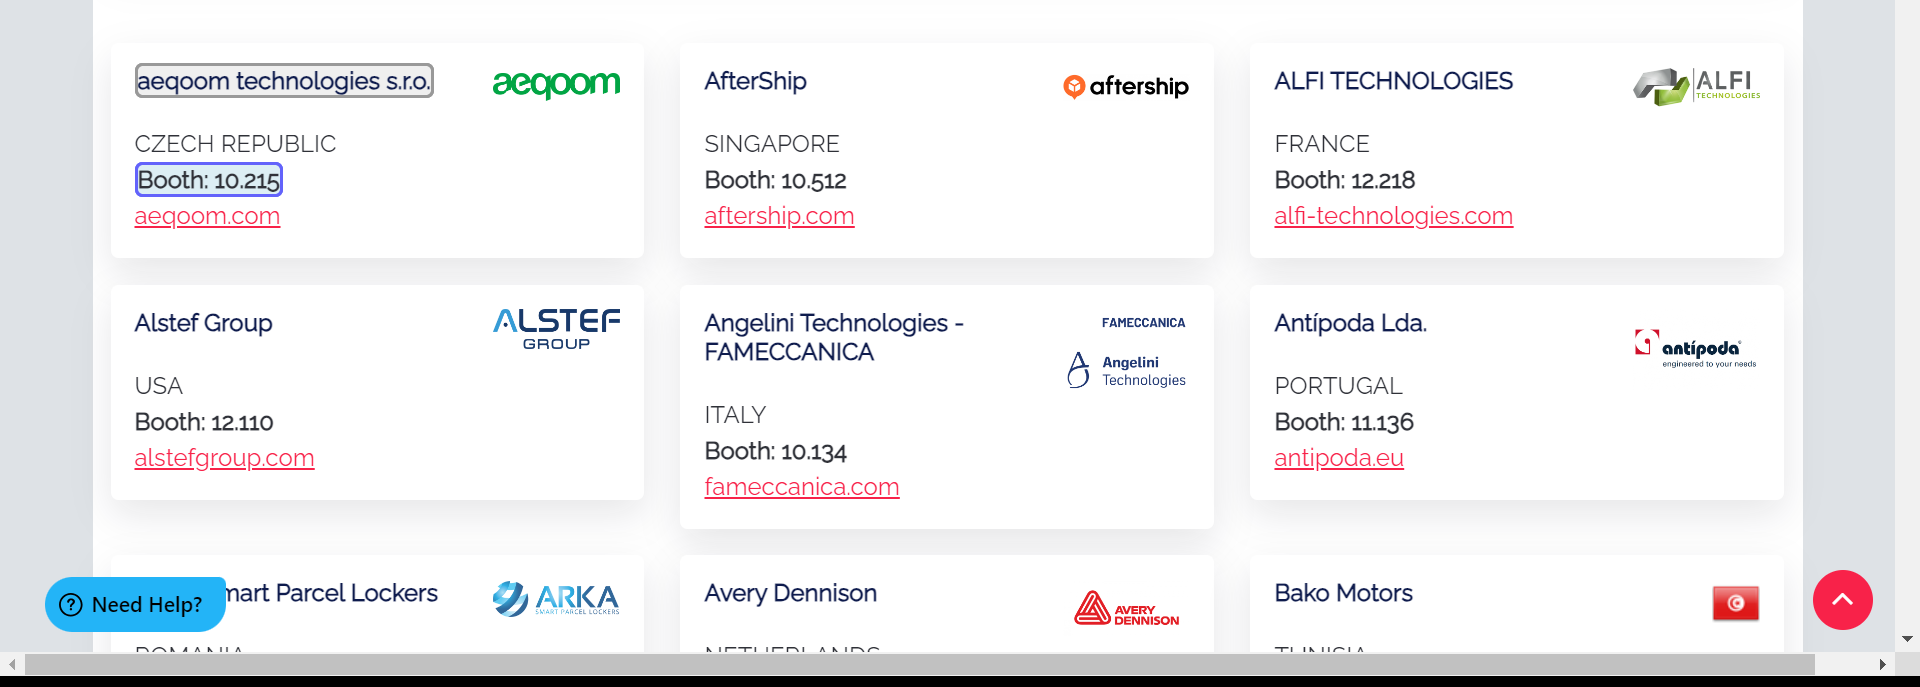 aeqoom technologies s.r.o.
aeqoom
CZECH REPUBLIC
Booth: 10.215
aeqoom.com
AfterShip
aftership
SINGAPORE
Booth: 10.512
aftership.com
ALFI TECHNOLOGIES
ALFI
TECHNOLOGIES
FRANCE
Booth: 12.218
alfi-technologies.com
Alstef Group
ALSTEF
GROUP
USA
Booth: 12.110
alstefgroup.com
Angelini Technologies -
FAMECCANICA
FAMECCANICA
Angelini
Technologies
ITALY
Booth: 10.134
fameccanica.com
Antípoda Lda.
antípoda
engineered to your needs
PORTUGAL
Booth: 11.136
antipoda.eu
mart Parcel Lockers
ARKA
SMART PARCEL LOCKERS
ROMANIA
Avery Dennison
AVERY
DENNISON
NETHERLANDS
Bako Motors
TUNISIA
Need Help?